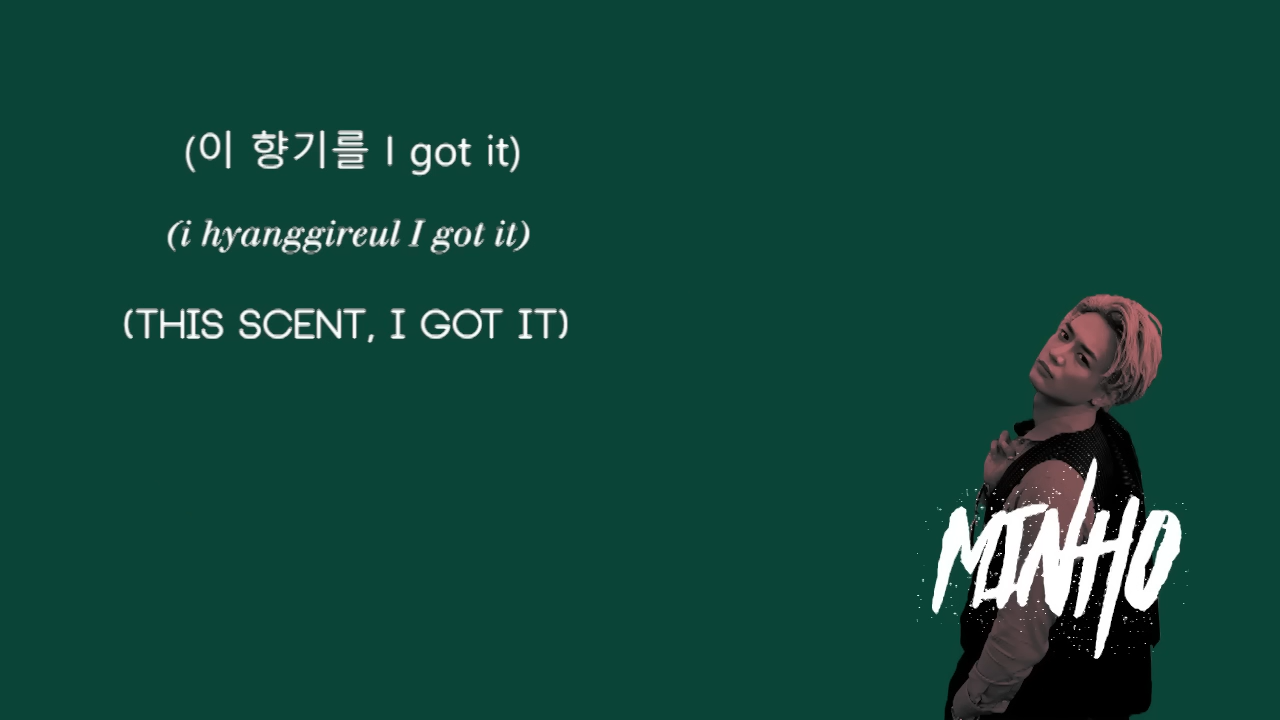 (이 향기를 I got it)
(i hyanggireul I got it)
(THIS SCENT, I GOT IT)
MINHO